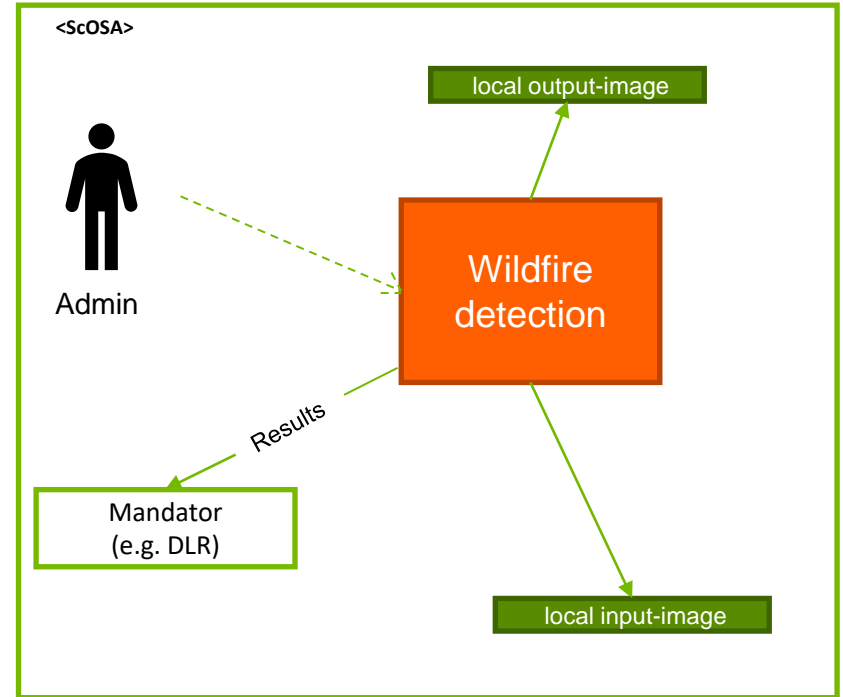 <ScOSA>
local output-image
Wildfire
detection
Admin
Results
Mandator
(e.g. DLR)
local input-image